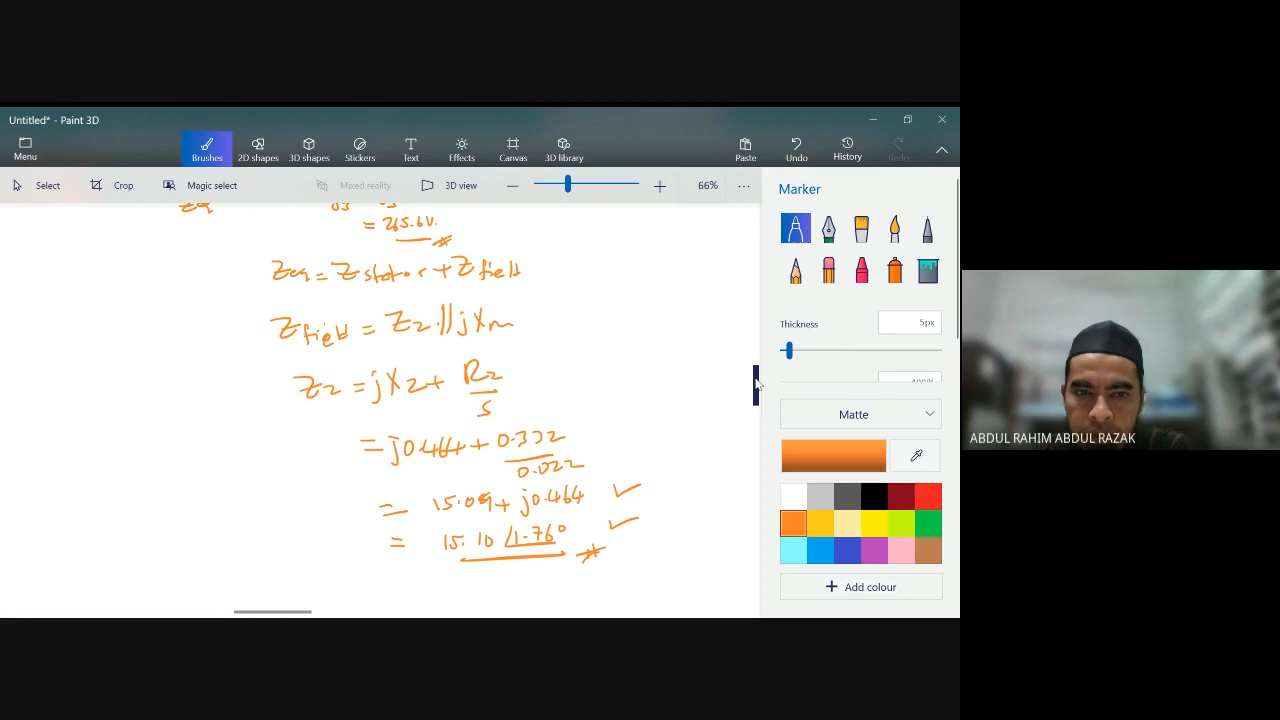 Untitled* - Paint 3D
Menu
Brushes
2D shapes
3D shapes
Stickers
Text
Effects
Canvas
3D library
Paste
Undo
History
Redo
Select
Crop
Magic select
Mixed reality
3D view
66%
Marker
Thickness
5px
Matte
Add colour
Zeq
= 265.6V.
Zeq = Zstator + Zfield
Zfield = Z2 // jXm
Z2 = jX2 + R2/s
= j0.464 + 0.332/0.022
= 15.09 + j0.464 ✓
= 15.10 ∠1.76° ✓
ABDUL RAHIM ABDUL RAZAK